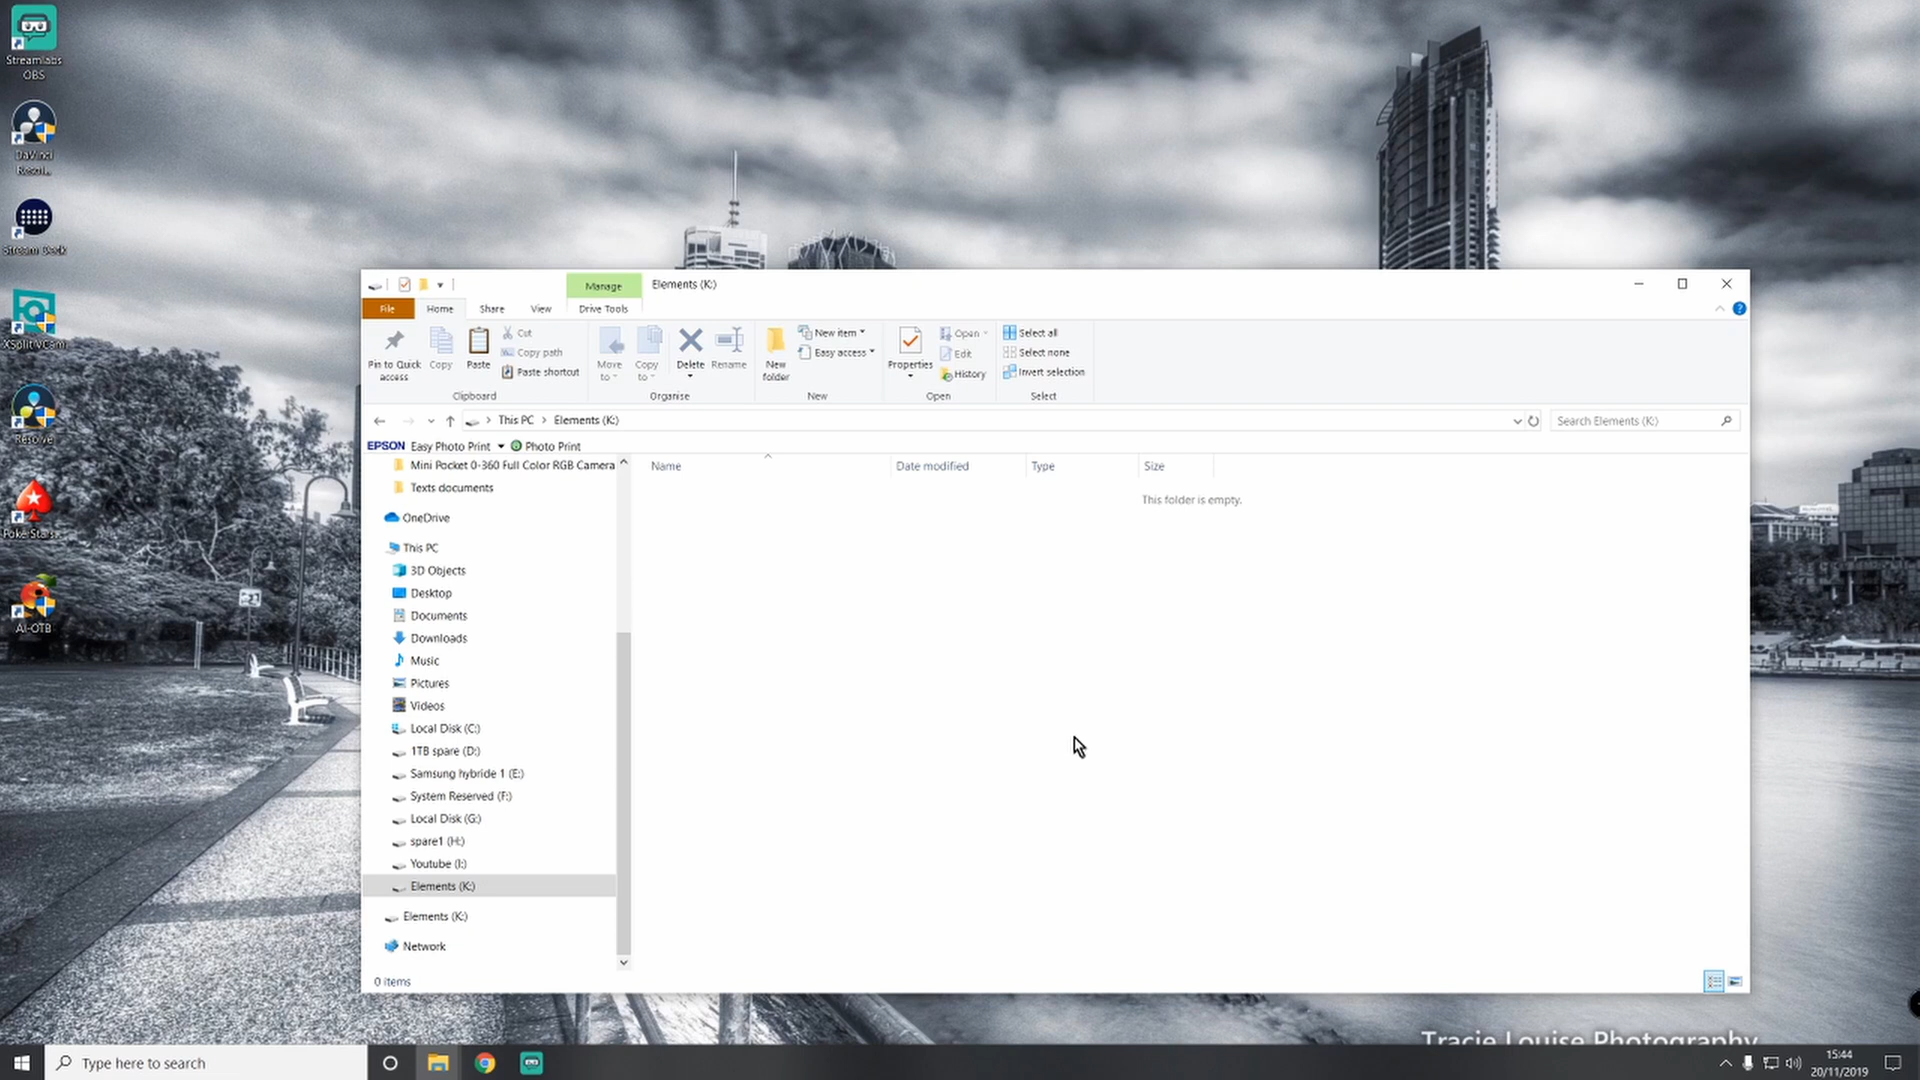 Streamlabs
OBS
DaVinci
Resol...
Stream Deck
XSplit VCam
Resolve
PokerStars...
AI-OTB
Manage
Elements (K:)
File
Home
Share
View
Drive Tools
Pin to Quick
access
Copy
Paste
Cut
Copy path
Paste shortcut
Clipboard
Move
to
Copy
to
Delete
Rename
Organise
New
folder
New item
Easy access
New
Properties
Open
Edit
History
Open
Select all
Select none
Invert selection
Select
This PC
Elements (K:)
Search Elements (K:)
EPSON Easy Photo Print
Photo Print
Mini Pocket 0-360 Full Color RGB Camera
Texts documents
OneDrive
This PC
3D Objects
Desktop
Documents
Downloads
Music
Pictures
Videos
Local Disk (C:)
1TB spare (D:)
Samsung hybride 1 (E:)
System Reserved (F:)
Local Disk (G:)
spare1 (H:)
Youtube (I:)
Elements (K:)
Elements (K:)
Network
Name
Date modified
Type
Size
This folder is empty.
0 items
Tracie Louise Photography
Type here to search
15:44
20/11/2019